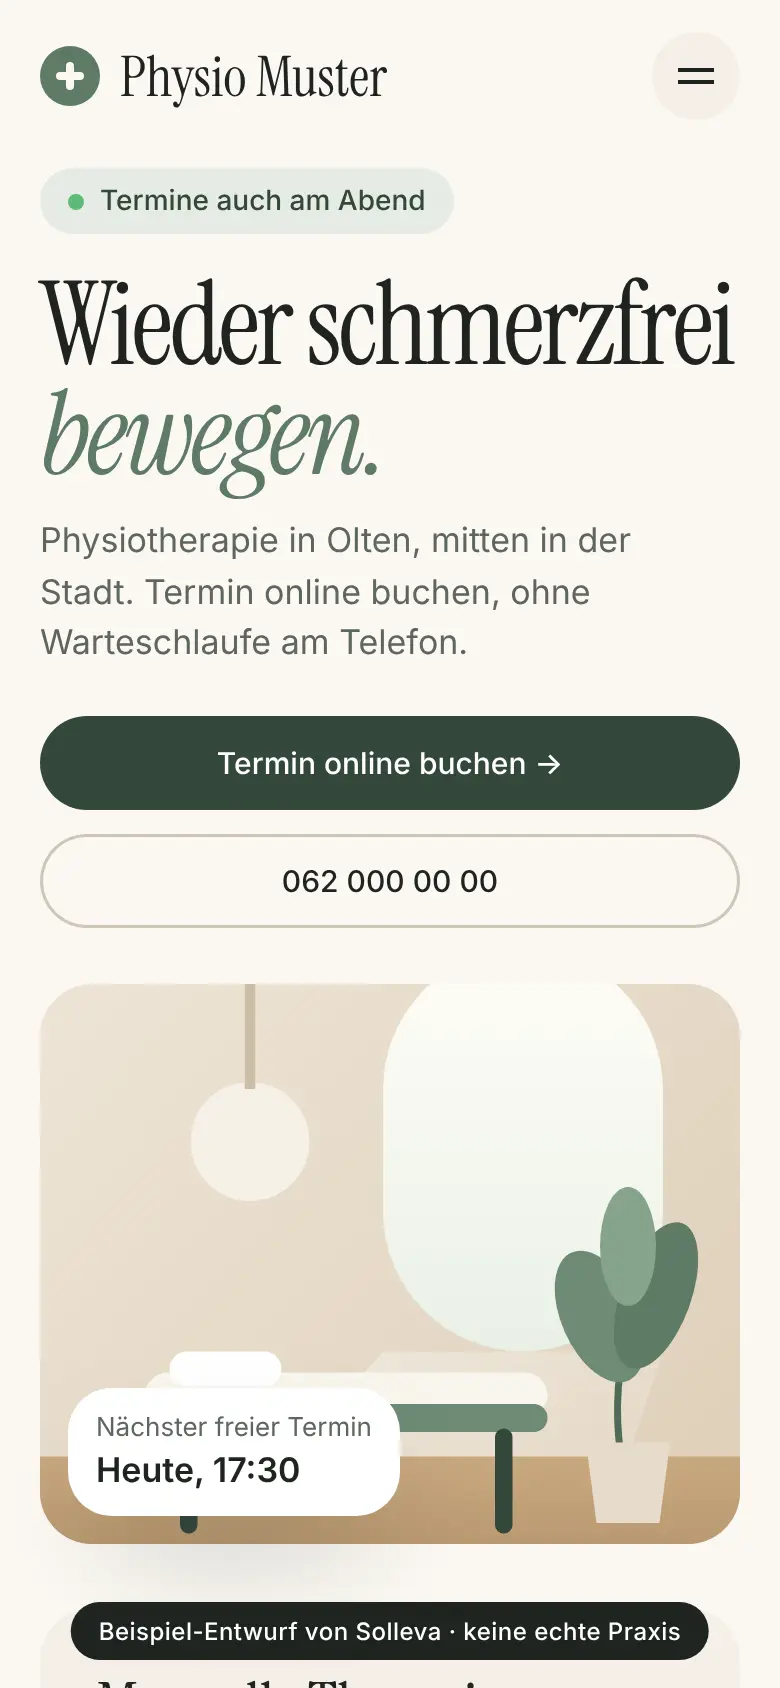 Physio Muster
Termine auch am Abend
Wieder schmerzfrei
bewegen.
Physiotherapie in Olten, mitten in der
Stadt. Termin online buchen, ohne
Warteschlaufe am Telefon.
Termin online buchen →
062 000 00 00
Nächster freier Termin
Heute, 17:30
Beispiel-Entwurf von Solleva · keine echte Praxis